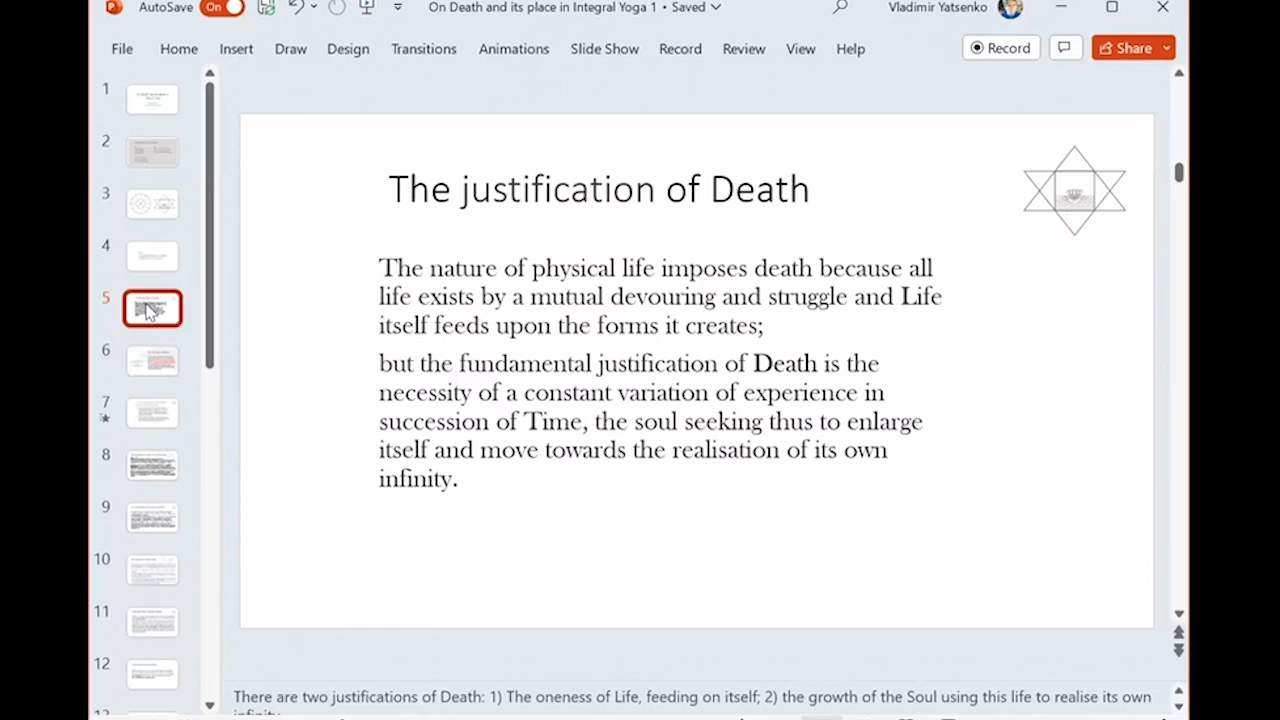 AutoSave On On Death and its place in Integral Yoga 1 • Saved Vladimir Yatsenko
File Home Insert Draw Design Transitions Animations Slide Show Record Review View Help Record Share
1
2
3
4
5
6
7
8
9
10
11
12
The justification of Death
The nature of physical life imposes death because all
life exists by a mutual devouring and struggle and Life
itself feeds upon the forms it creates;
but the fundamental justification of Death is the
necessity of a constant variation of experience in
succession of Time, the soul seeking thus to enlarge
itself and move towards the realisation of its own
infinity.
There are two justifications of Death: 1) The oneness of Life, feeding on itself; 2) the growth of the Soul using this life to realise its own